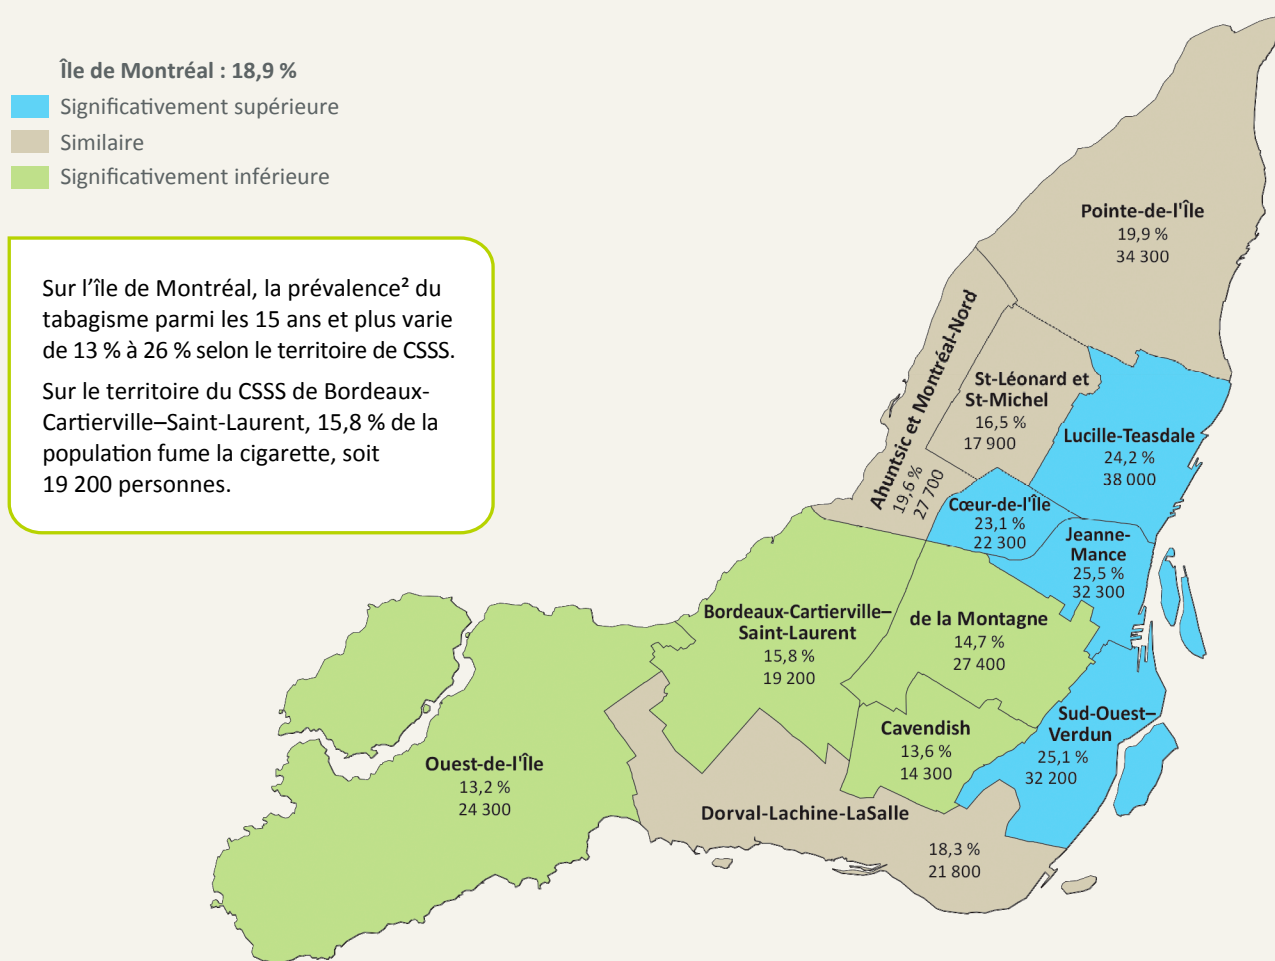 Île de Montréal : 18,9 %
Significativement supérieure
Similaire
Significativement inférieure
Sur l’île de Montréal, la prévalence² du
tabagisme parmi les 15 ans et plus varie
de 13 % à 26 % selon le territoire de CSSS.
Sur le territoire du CSSS de Bordeaux-
Cartierville–Saint-Laurent, 15,8 % de la
population fume la cigarette, soit
19 200 personnes.
Pointe-de-l'Île
19,9 %
34 300
Ahuntsic et Montréal-Nord
19,6 %
27 700
St-Léonard et
St-Michel
16,5 %
17 900
Lucille-Teasdale
24,2 %
38 000
Cœur-de-l'Île
23,1 %
22 300
Jeanne-
Mance
25,5 %
32 300
Bordeaux-Cartierville–
Saint-Laurent
15,8 %
19 200
de la Montagne
14,7 %
27 400
Cavendish
13,6 %
14 300
Sud-Ouest–
Verdun
25,1 %
32 200
Ouest-de-l'Île
13,2 %
24 300
Dorval-Lachine-LaSalle
18,3 %
21 800